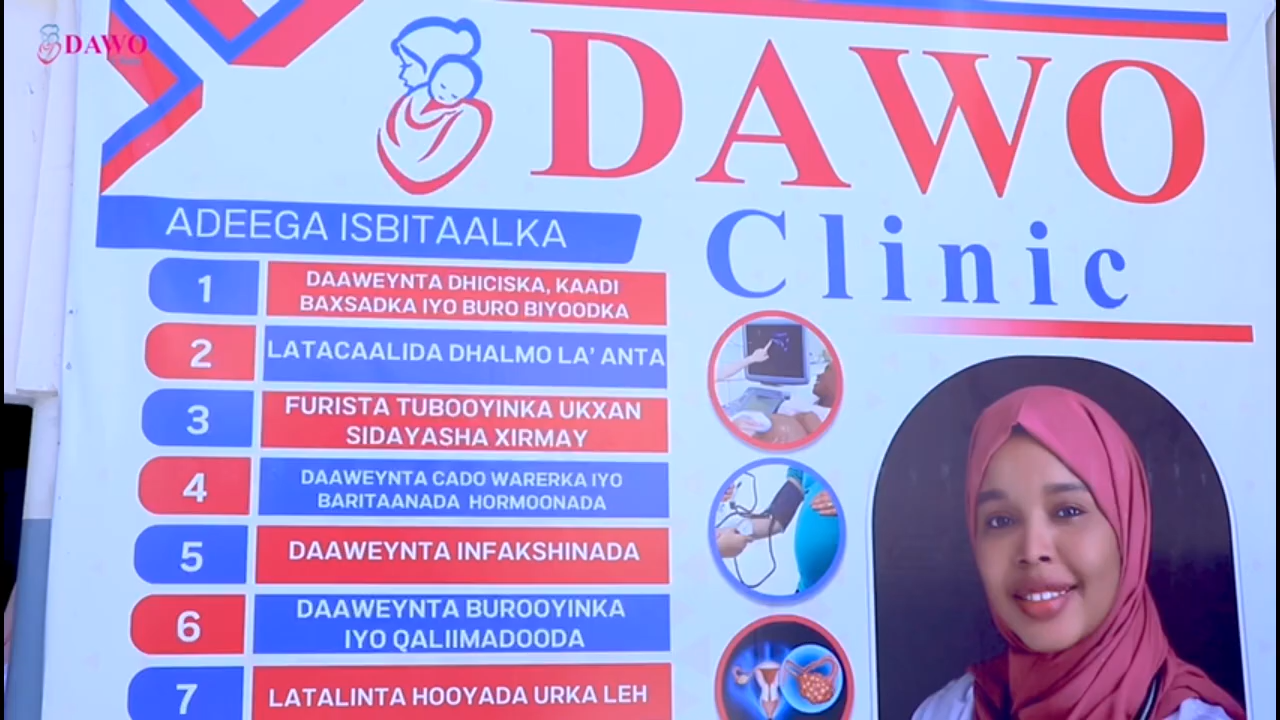 DAWO
DAWO
Clinic
ADEEGA ISBITAALKA
1
DAAWEYNTA DHICISKA, KAADI
BAXSADKA IYO BURO BIYOODKA
2
LATACAALIDA DHALMO LA' ANTA
3
FURISTA TUBOOYINKA UKXAN
SIDAYASHA XIRMAY
4
DAAWEYNTA CADO WARERKA IYO
BARITAANADA HORMOONADA
5
DAAWEYNTA INFAKSHINADA
6
DAAWEYNTA BUROOYINKA
IYO QALIIMADOODA
7
LATALINTA HOOYADA URKA LEH